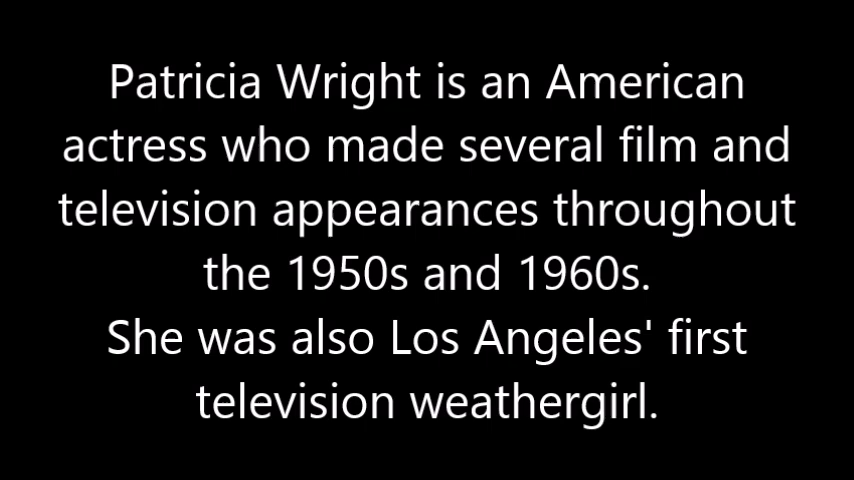 Patricia Wright is an American
actress who made several film and
television appearances throughout
the 1950s and 1960s.
She was also Los Angeles' first
television weathergirl.